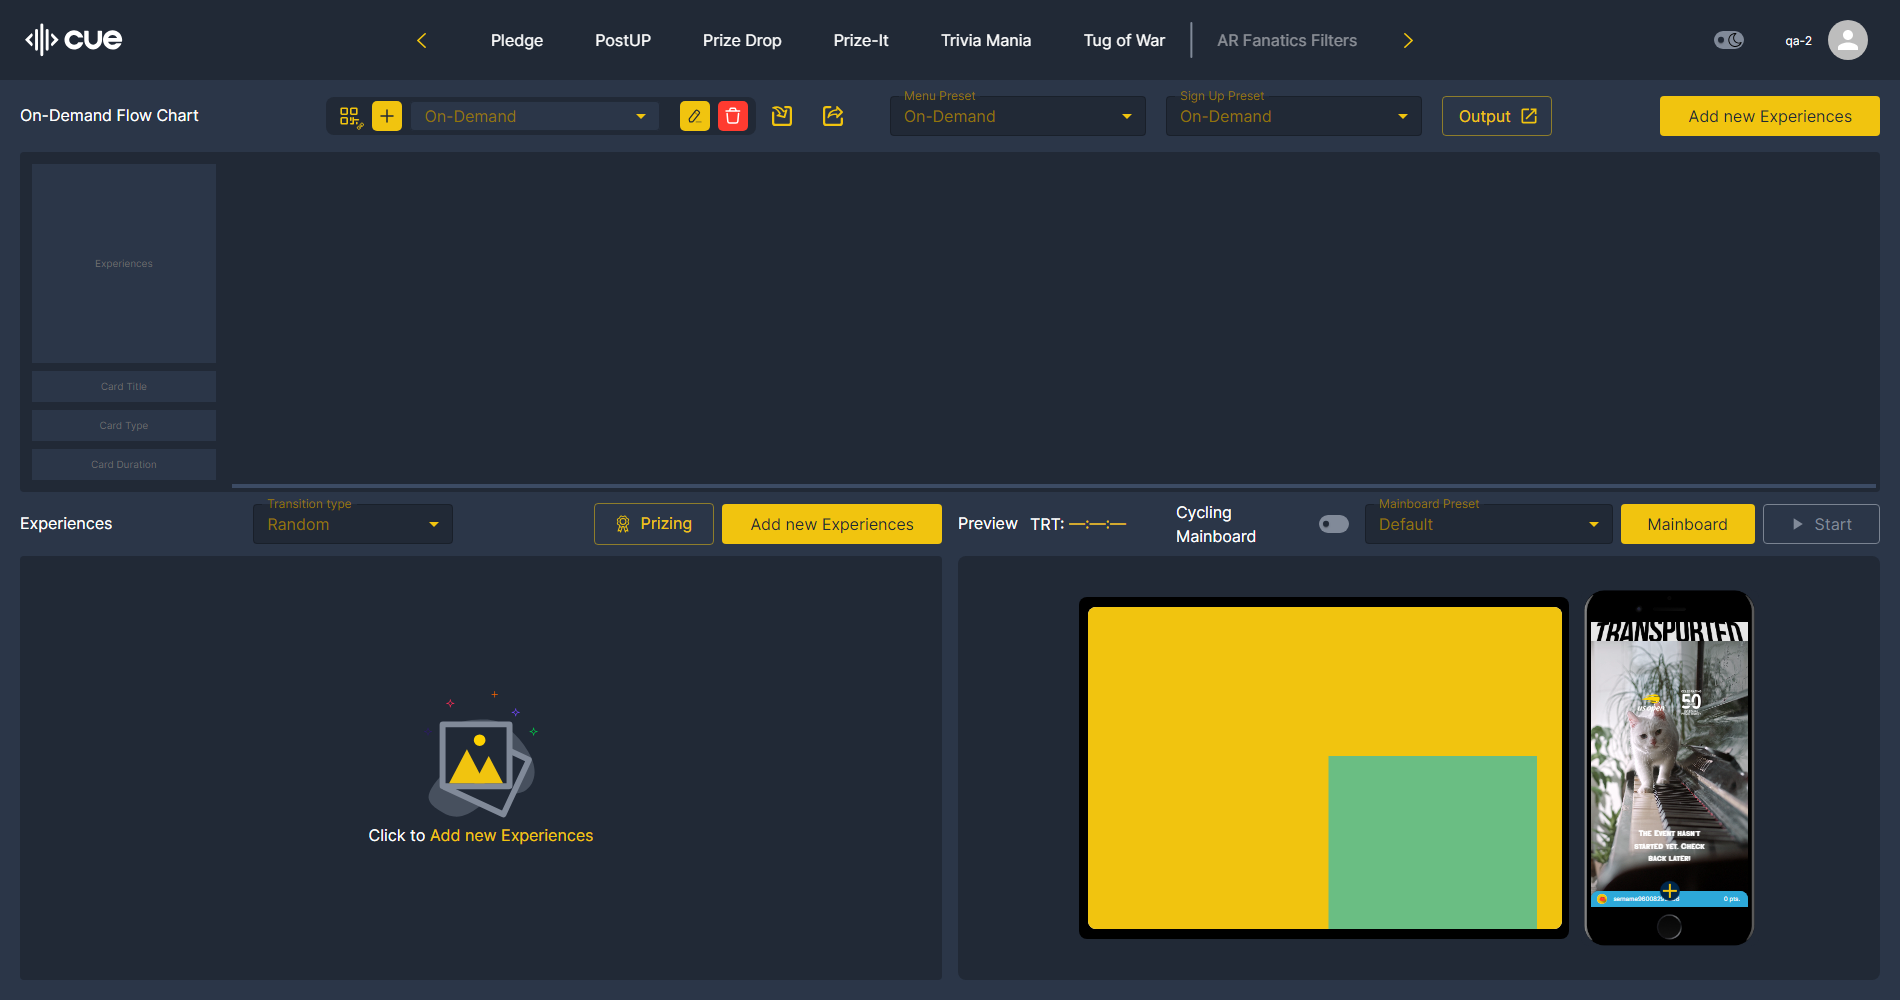 cue
Pledge
PostUP
Prize Drop
Prize-It
Trivia Mania
Tug of War
AR Fanatics Filters
qa-2
On-Demand Flow Chart
On-Demand
Menu Preset
On-Demand
Sign Up Preset
On-Demand
Output
Add new Experiences
Experiences
Card Title
Card Type
Card Duration
Experiences
Transition type
Random
Prizing
Add new Experiences
Preview
TRT: —:—:—
Cycling
Mainboard
Mainboard Preset
Default
Mainboard
Start
Click to Add new Experiences
TRANSPORTED
us open
50
The Event hasn't
started yet. Check
back later!
0 pts.